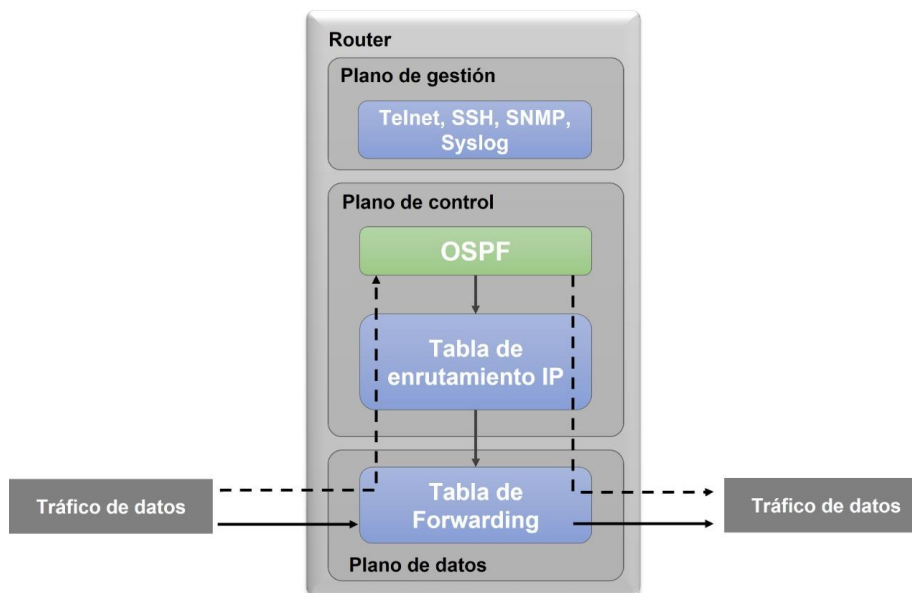 Router
Plano de gestión
Telnet, SSH, SNMP,
Syslog
Plano de control
OSPF
Tabla de
enrutamiento IP
Tráfico de datos
Tabla de
Forwarding
Tráfico de datos
Plano de datos